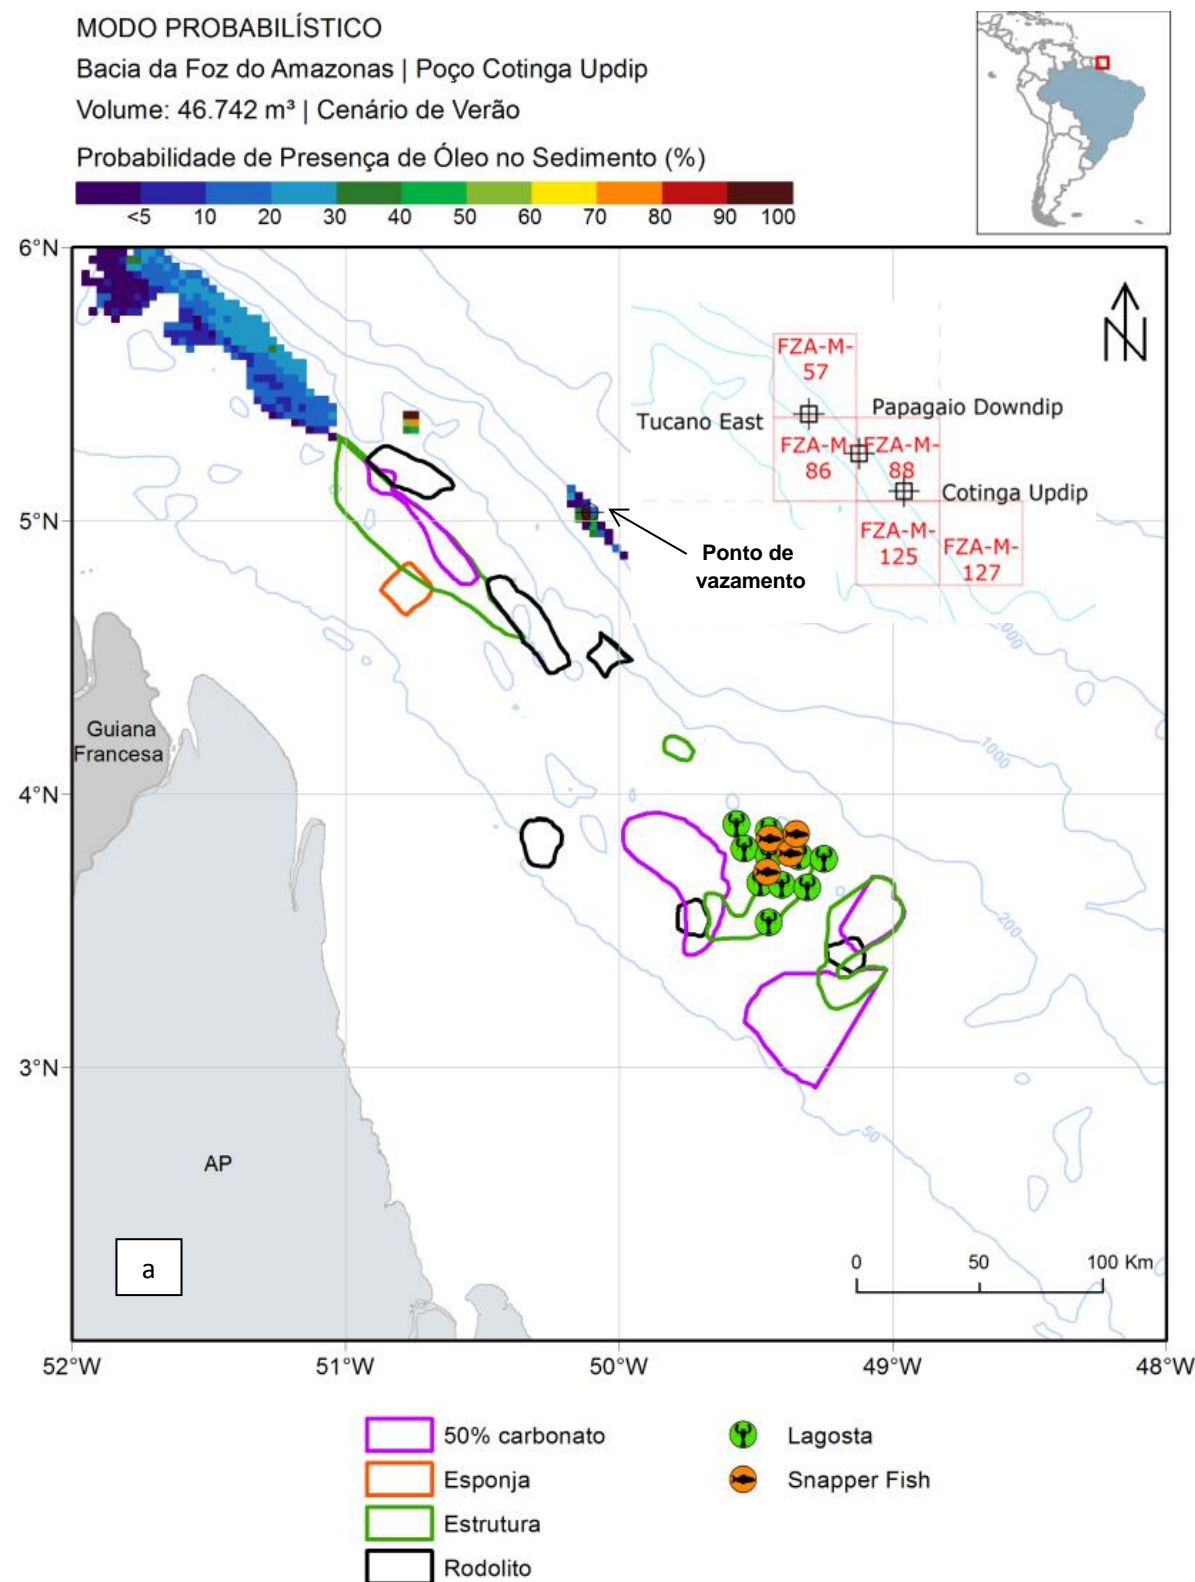 MODO PROBABILÍSTICO
Bacia da Foz do Amazonas | Poço Cotinga Updip
Volume: 46.742 m³ | Cenário de Verão
Probabilidade de Presença de Óleo no Sedimento (%)
<5 10 20 30 40 50 60 70 80 90 100
6°N
N
FZA-M-
57
Tucano East
Papagaio Downdip
FZA-M-
86
FZA-M-
88
Cotinga Updip
FZA-M-
125
FZA-M-
127
5°N
Ponto de
vazamento
Guiana
Francesa
1000
4°N
200
3°N
50
AP
a
0 50 100 Km
52°W 51°W 50°W 49°W 48°W
50% carbonato
Esponja
Estrutura
Rodolito
Lagosta
Snapper Fish